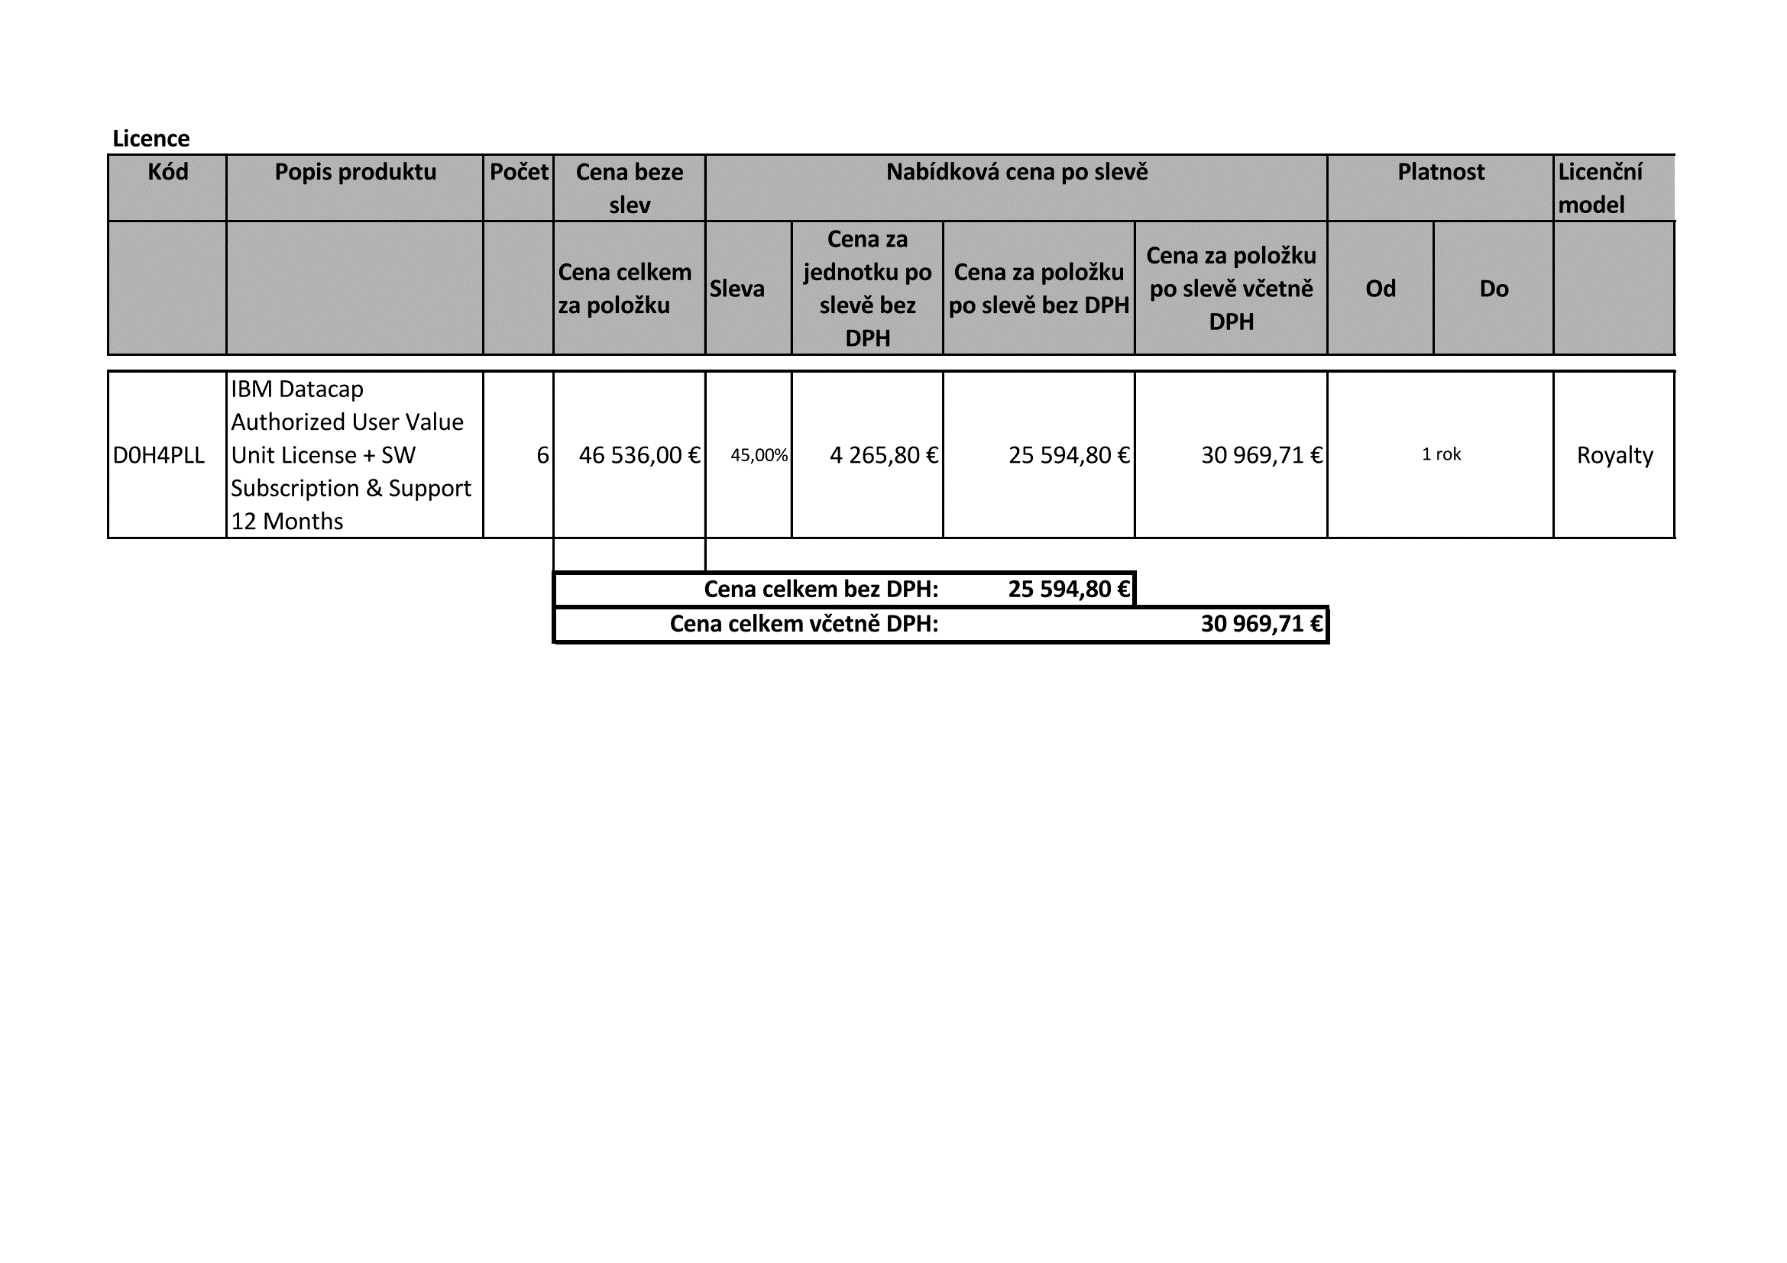 Licence
Kód Popis produktu Počet Cena beze slev Nabídková cena po slevě Platnost Licenční model
Cena celkem za položku Sleva Cena za jednotku po slevě bez DPH Cena za položku po slevě bez DPH Cena za položku po slevě včetně DPH Od Do
D0H4PLL IBM Datacap Authorized User Value Unit License + SW Subscription & Support 12 Months 6 46 536,00 € 45,00% 4 265,80 € 25 594,80 € 30 969,71 € 1 rok Royalty
Cena celkem bez DPH: 25 594,80 €
Cena celkem včetně DPH: 30 969,71 €